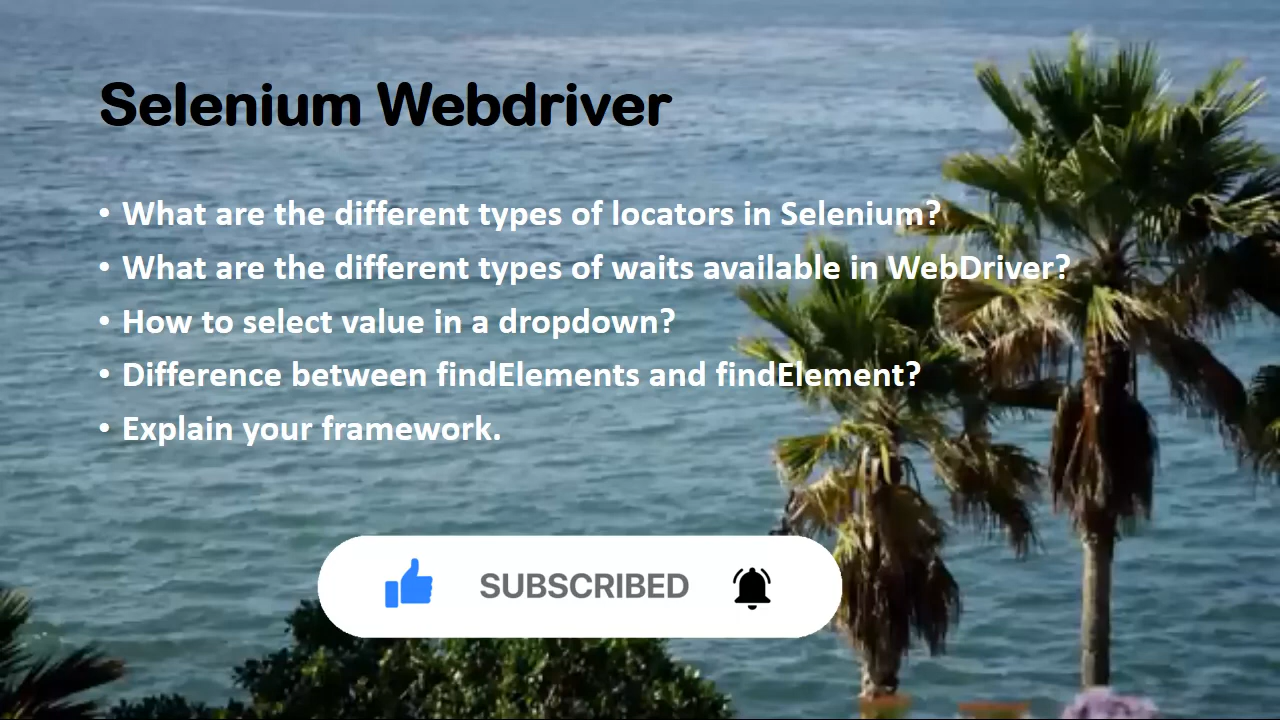 Selenium Webdriver
• What are the different types of locators in Selenium?
• What are the different types of waits available in WebDriver?
• How to select value in a dropdown?
• Difference between findElements and findElement?
• Explain your framework.
SUBSCRIBED